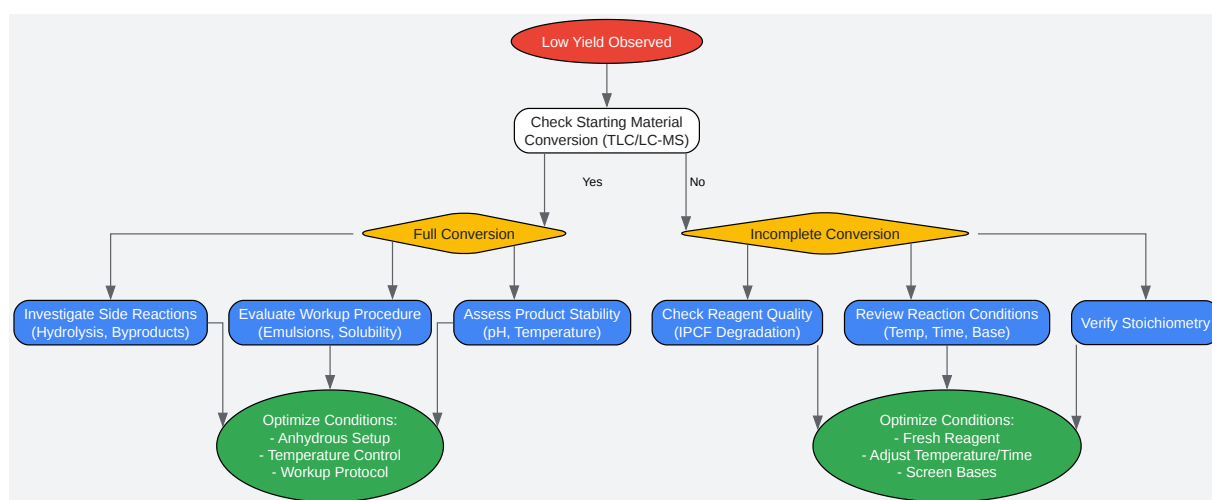 Low Yield Observed
Check Starting Material
Conversion (TLC/LC-MS)
Yes
No
Full Conversion
Incomplete Conversion
Investigate Side Reactions
(Hydrolysis, Byproducts)
Evaluate Workup Procedure
(Emulsions, Solubility)
Assess Product Stability
(pH, Temperature)
Check Reagent Quality
(IPCF Degradation)
Review Reaction Conditions
(Temp, Time, Base)
Verify Stoichiometry
Optimize Conditions:
- Anhydrous Setup
- Temperature Control
- Workup Protocol
Optimize Conditions:
- Fresh Reagent
- Adjust Temperature/Time
- Screen Bases